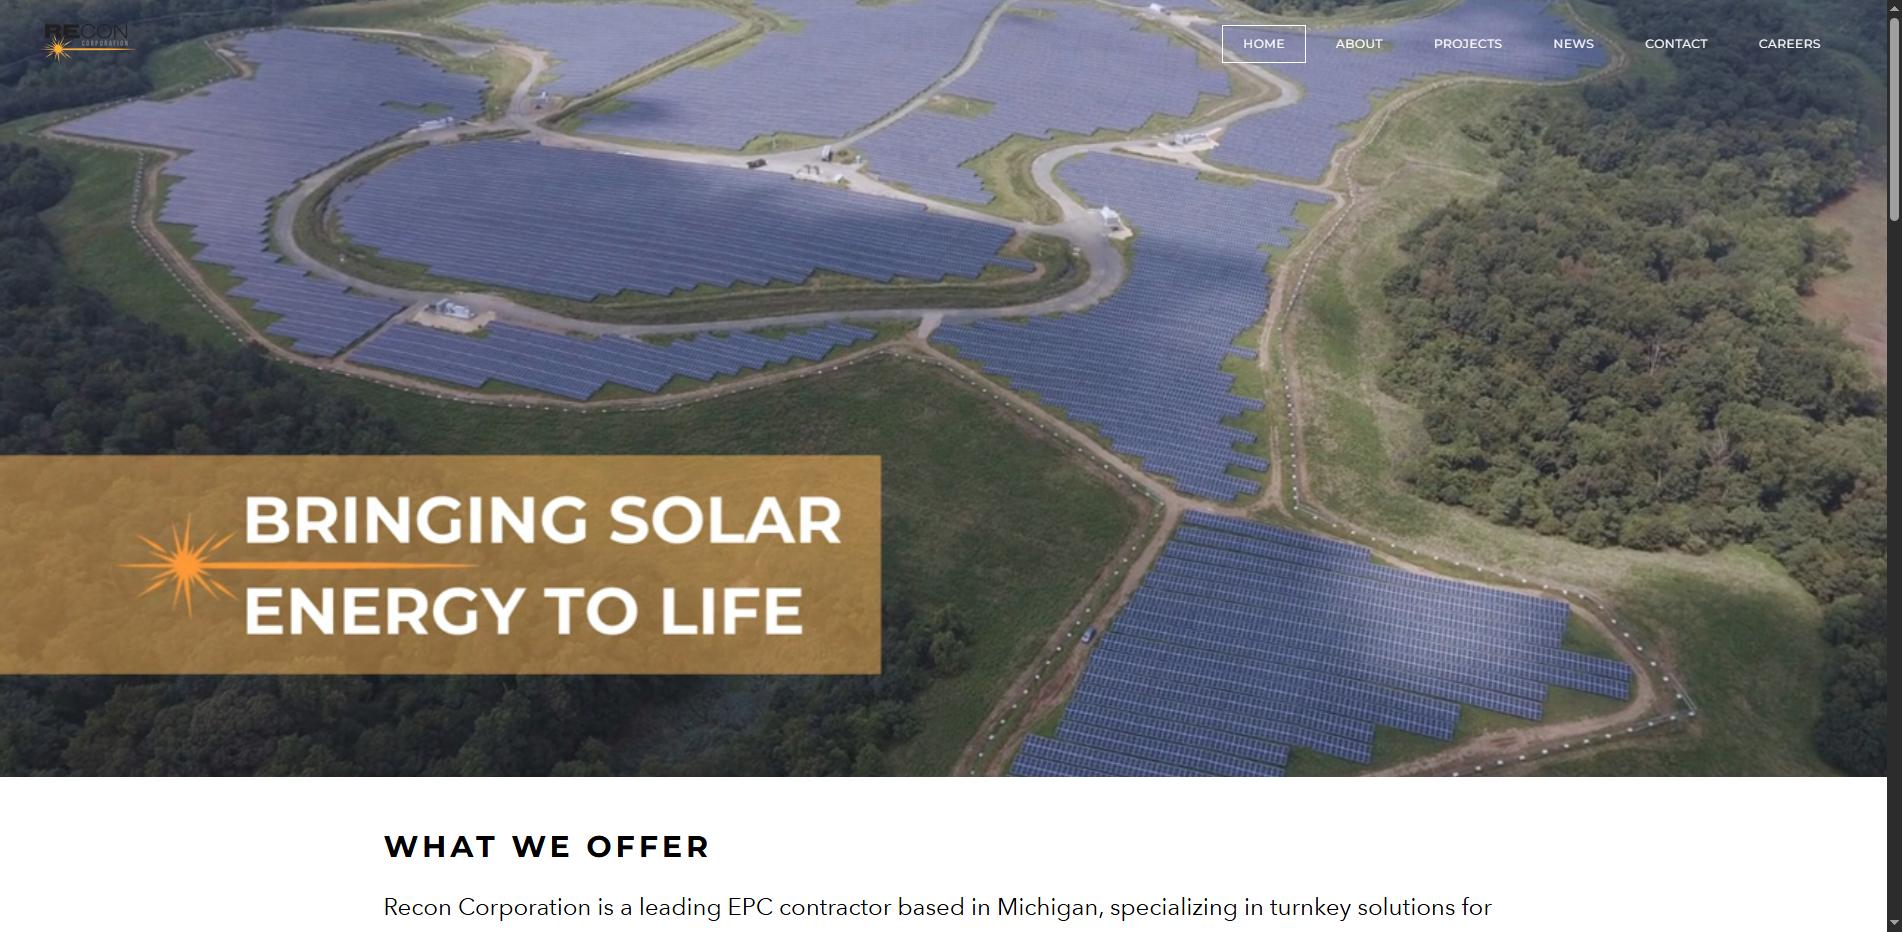 RECON
CORPORATION
HOME
ABOUT
PROJECTS
NEWS
CONTACT
CAREERS
BRINGING SOLAR
ENERGY TO LIFE
WHAT WE OFFER
Recon Corporation is a leading EPC contractor based in Michigan, specializing in turnkey solutions for